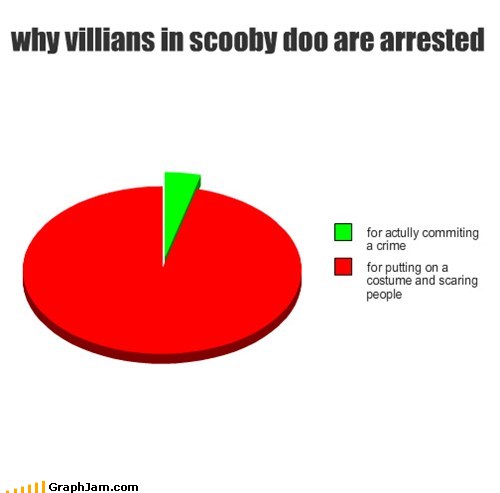 why villians in scooby doo are arrested
for actully commiting
a crime
for putting on a
costume and scaring
people
GraphJam.com